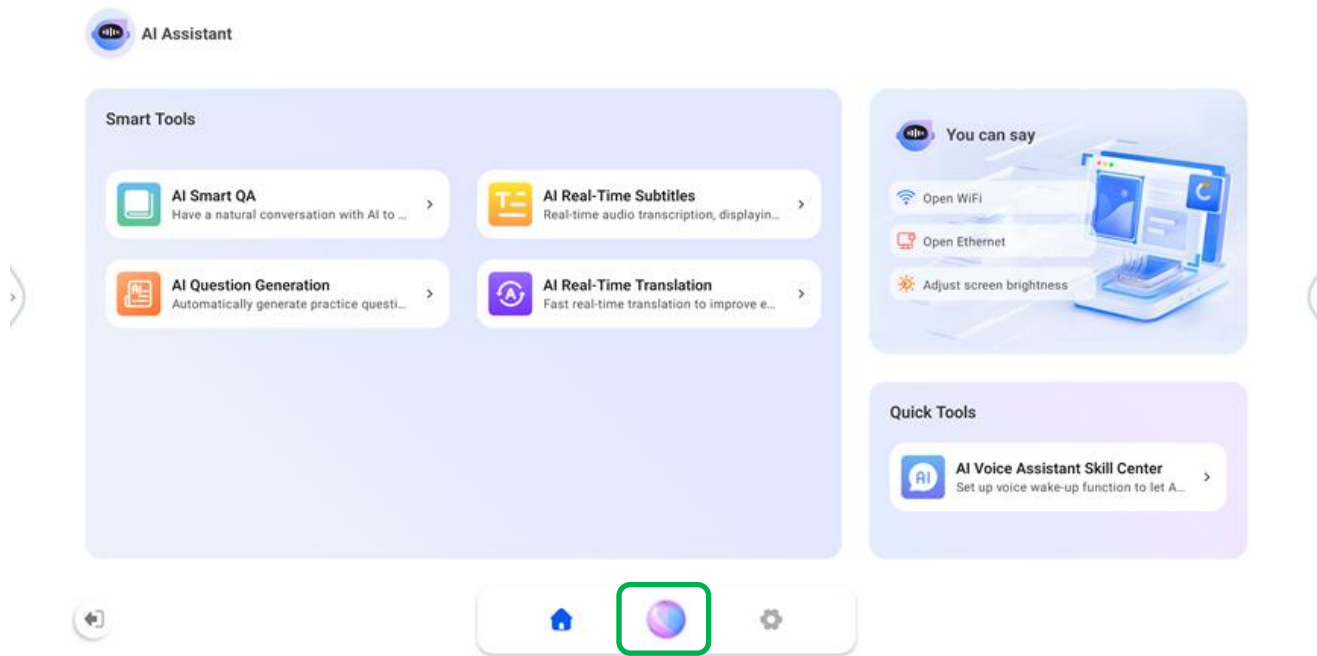 AI Assistant
Smart Tools
AI Smart QA
Have a natural conversation with AI to ...
AI Real-Time Subtitles
Real-time audio transcription, displayin...
AI Question Generation
Automatically generate practice questi...
AI Real-Time Translation
Fast real-time translation to improve e...
You can say
Open WiFi
Open Ethernet
Adjust screen brightness
Quick Tools
AI Voice Assistant Skill Center
Set up voice wake-up function to let A...